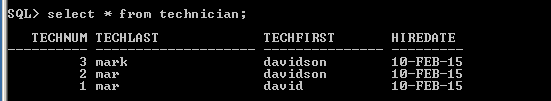 SQL> select * from technician;
TECHNUM TECHLAST TECHFIRST HIREDATE
---------- -------------------- --------------- ---------
3 mark davidson 10-FEB-15
2 mar davidson 10-FEB-15
1 mar david 10-FEB-15